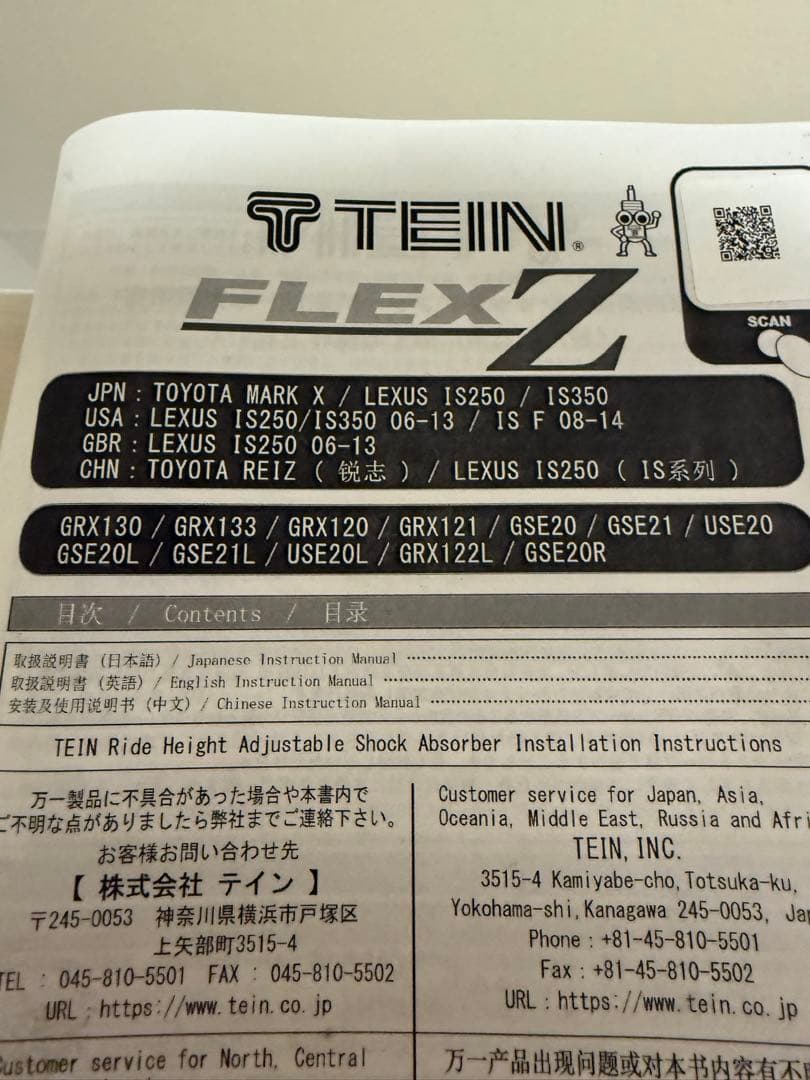 TEIN®
SCAN
FLEX Z
JPN : TOYOTA MARK X / LEXUS IS250 / IS350
USA : LEXUS IS250/IS350 06-13 / IS F 08-14
GBR : LEXUS IS250 06-13
CHN : TOYOTA REIZ ( 锐志 ) / LEXUS IS250 ( IS系列 )
GRX130 / GRX133 / GRX120 / GRX121 / GSE20 / GSE21 / USE20
GSE20L / GSE21L / USE20L / GRX122L / GSE20R
目次 / Contents / 目录
取扱説明書 (日本語) / Japanese Instruction Manual
取扱説明書 (英語) / English Instruction Manual
安装及使用说明书 (中文) / Chinese Instruction Manual
TEIN Ride Height Adjustable Shock Absorber Installation Instructions
万一製品に不具合があった場合や本書内で
ご不明な点がありましたら弊社までご連絡下さい。
お客様お問い合わせ先
【 株式会社 テイン 】
〒245-0053 神奈川県横浜市戸塚区
上矢部町3515-4
TEL : 045-810-5501 FAX : 045-810-5502
URL : https://www.tein.co.jp
Customer service for Japan, Asia,
Oceania, Middle East, Russia and Afri
TEIN, INC.
3515-4 Kamiyabe-cho, Totsuka-ku,
Yokohama-shi, Kanagawa 245-0053, Jap
Phone : +81-45-810-5501
Fax : +81-45-810-5502
URL : https://www.tein.co.jp
Customer service for North, Central
万一产品出现问题或对本书内容有不